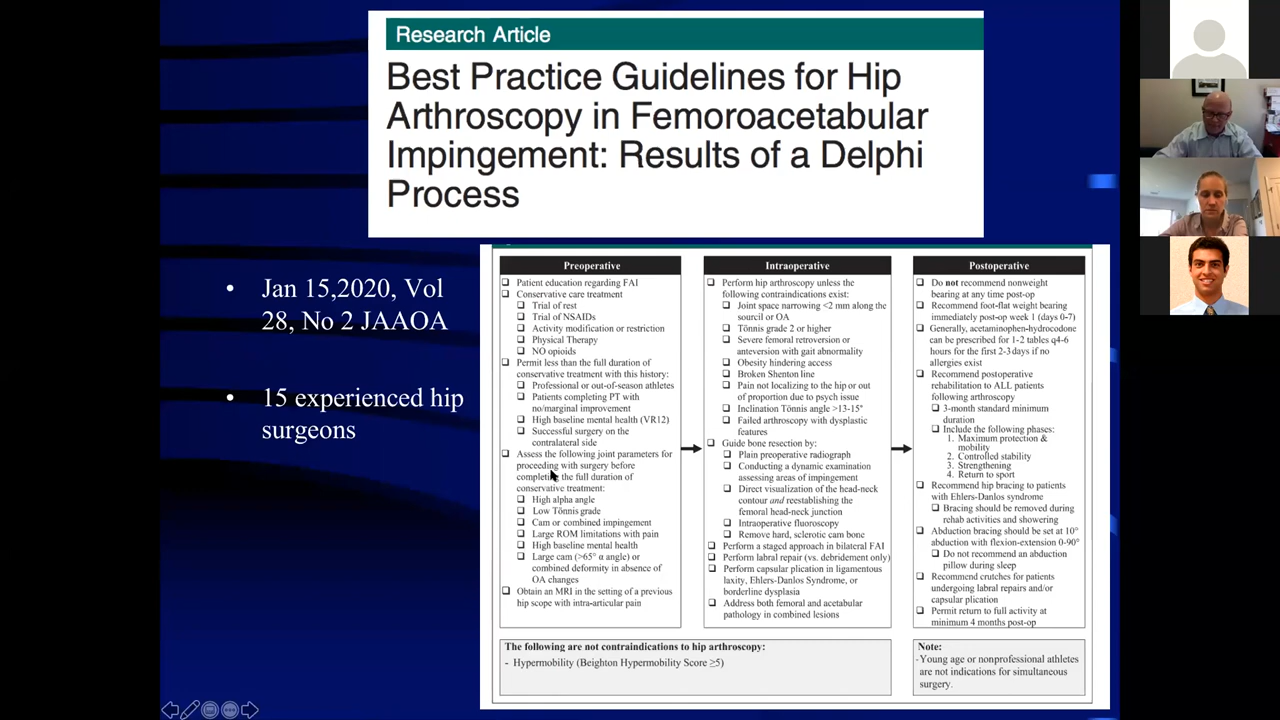 Research Article
Best Practice Guidelines for Hip
Arthroscopy in Femoroacetabular
Impingement: Results of a Delphi
Process
• Jan 15,2020, Vol
28, No 2 JAAOA
• 15 experienced hip
surgeons
Preoperative
Patient education regarding FAI
Conservative care treatment
Trial of rest
Trial of NSAIDs
Activity modification or restriction
Physical Therapy
NO opioids
Permit less than the full duration of
conservative treatment with this history:
Professional or out-of-season athletes
Patients completing PT with
no/marginal improvement
High baseline mental health (VR12)
Successful surgery on the
contralateral side
Assess the following joint parameters for
proceeding with surgery before
completing the full duration of
conservative treatment:
High alpha angle
Low Tönnis grade
Cam or combined impingement
Large ROM limitations with pain
High baseline mental health
Large cam (>65° α angle) or
combined deformity in absence of
OA changes
Obtain an MRI in the setting of a previous
hip scope with intra-articular pain
Intraoperative
Perform hip arthroscopy unless the
following contraindications exist:
Joint space narrowing <2 mm along the
sourcil or OA
Tönnis grade 2 or higher
Severe femoral retroversion or
anteversion with gait abnormality
Obesity hindering access
Broken Shenton line
Pain not localizing to the hip or out
of proportion due to psych issue
Inclination Tönnis angle >13-15°
Failed arthroscopy with dysplastic
features
Guide bone resection by:
Plain preoperative radiograph
Conducting a dynamic examination
assessing areas of impingement
Direct visualization of the head-neck
contour and reestablishing the
femoral head-neck junction
Intraoperative fluoroscopy
Remove hard, sclerotic cam bone
Perform a staged approach in bilateral FAI
Perform labral repair (vs. debridement only)
Perform capsular plication in ligamentous
laxity, Ehlers-Danlos Syndrome, or
borderline dysplasia
Address both femoral and acetabular
pathology in combined lesions
Postoperative
Do not recommend nonweight
bearing at any time post-op
Recommend foot-flat weight bearing
immediately post-op week 1 (days 0-7)
Generally, acetaminophen-hydrocodone
can be prescribed for 1-2 tables q4-6
hours for the first 2-3 days if no
allergies exist
Recommend postoperative
rehabilitation to ALL patients
following arthroscopy
3-month standard minimum
duration
Include the following phases:
1. Maximum protection &
mobility
2. Controlled stability
3. Strengthening
4. Return to sport
Recommend hip bracing to patients
with Ehlers-Danlos syndrome
Bracing should be removed during
rehab activities and showering
Abduction bracing should be set at 10°
abduction with flexion-extension 0-90°
Do not recommend an abduction
pillow during sleep
Recommend crutches for patients
undergoing labral repairs and/or
capsular plication
Permit return to full activity at
minimum 4 months post-op
The following are not contraindications to hip arthroscopy:
- Hypermobility (Beighton Hypermobility Score ≥5)
Note:
-Young age or nonprofessional athletes
are not indications for simultaneous
surgery.